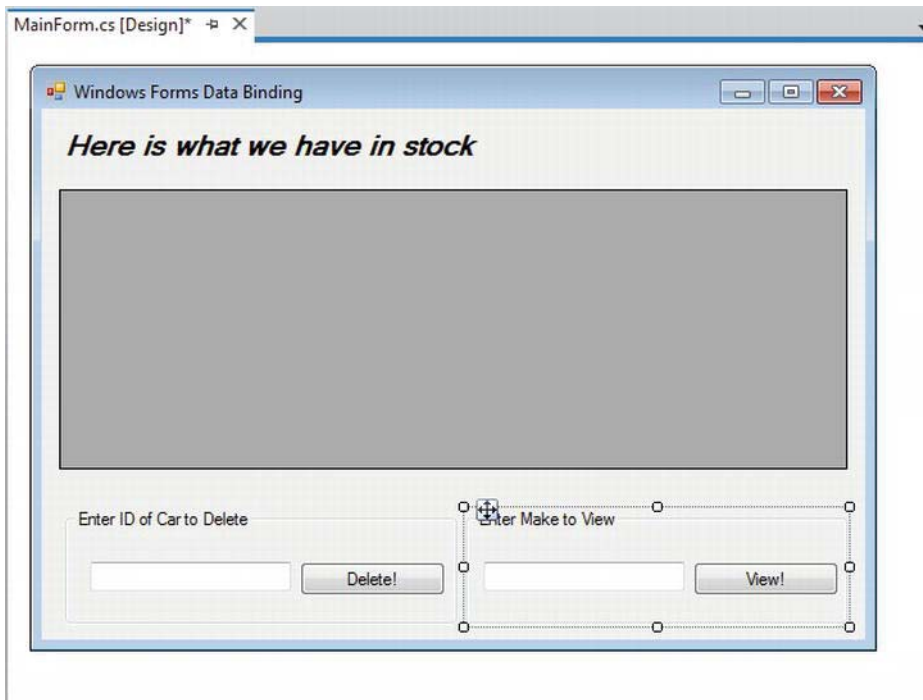 MainForm.cs [Design]*
Windows Forms Data Binding
Here is what we have in stock
Enter ID of Car to Delete
Enter Make to View
Delete!
View!